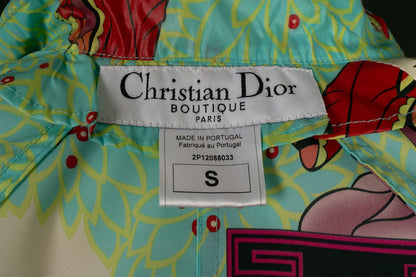 Christian Dior
BOUTIQUE
PARIS
MADE IN PORTUGAL
Fabriqué au Portugal
2P12088033
S